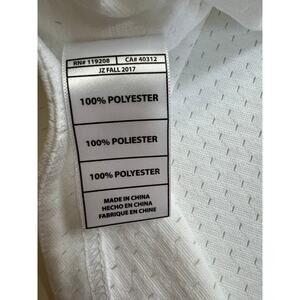 RN# 119208 CA# 40312
JZ FALL 2017
100% POLYESTER
100% POLIESTER
100% POLYESTER
MADE IN CHINA
HECHO EN CHINA
FABRIQUE EN CHINE